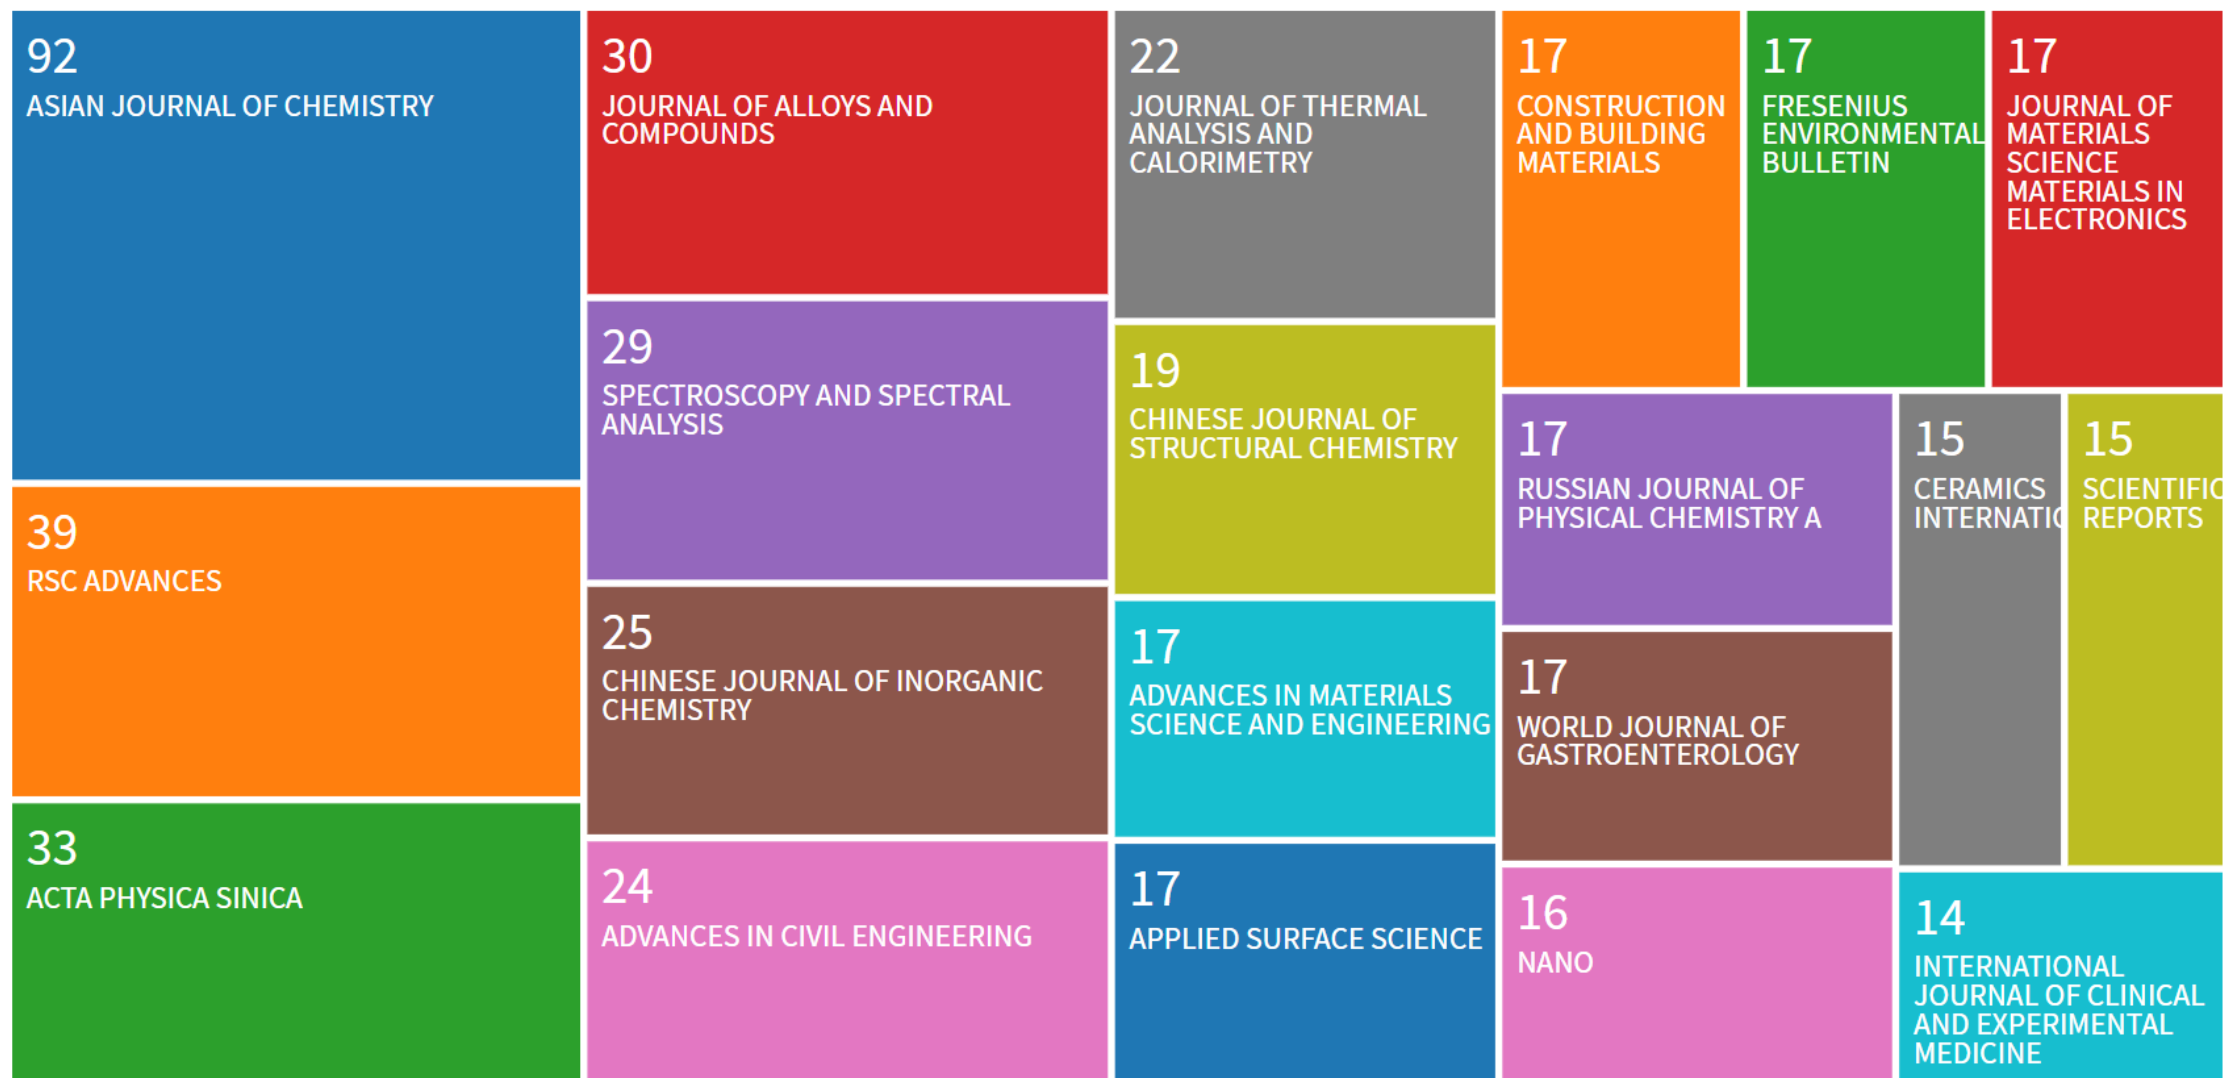 92
ASIAN JOURNAL OF CHEMISTRY
39
RSC ADVANCES
33
ACTA PHYSICA SINICA
30
JOURNAL OF ALLOYS AND
COMPOUNDS
29
SPECTROSCOPY AND SPECTRAL
ANALYSIS
25
CHINESE JOURNAL OF INORGANIC
CHEMISTRY
24
ADVANCES IN CIVIL ENGINEERING
22
JOURNAL OF THERMAL
ANALYSIS AND
CALORIMETRY
19
CHINESE JOURNAL OF
STRUCTURAL CHEMISTRY
17
ADVANCES IN MATERIALS
SCIENCE AND ENGINEERING
17
APPLIED SURFACE SCIENCE
17
CONSTRUCTION
AND BUILDING
MATERIALS
17
FRESENIUS
ENVIRONMENTAL
BULLETIN
17
JOURNAL OF
MATERIALS
SCIENCE
MATERIALS IN
ELECTRONICS
17
RUSSIAN JOURNAL OF
PHYSICAL CHEMISTRY A
17
WORLD JOURNAL OF
GASTROENTEROLOGY
16
NANO
15
CERAMICS
INTERNATIO
15
SCIENTIFIC
REPORTS
14
INTERNATIONAL
JOURNAL OF CLINICAL
AND EXPERIMENTAL
MEDICINE